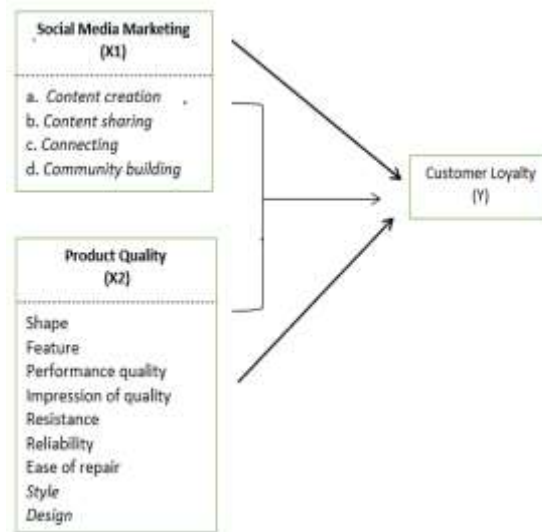 Social Media Marketing
(X1)
a. Content creation
b. Content sharing
c. Connecting
d. Community building
Customer Loyalty
(Y)
Product Quality
(X2)
Shape
Feature
Performance quality
Impression of quality
Resistance
Reliability
Ease of repair
Style
Design